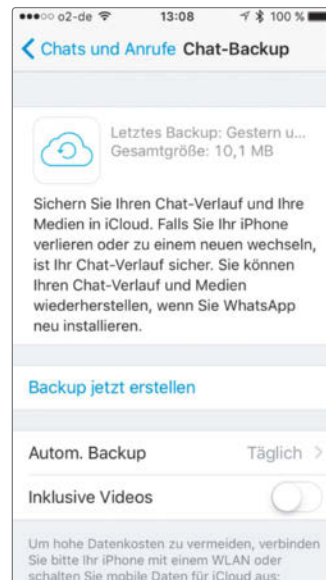 o2-de 13:08 100 %
Chats und Anrufe Chat-Backup
Letztes Backup: Gestern u...
Gesamtgröße: 10,1 MB
Sichern Sie Ihren Chat-Verlauf und Ihre
Medien in iCloud. Falls Sie Ihr iPhone
verlieren oder zu einem neuen wechseln,
ist Ihr Chat-Verlauf sicher. Sie können
Ihren Chat-Verlauf und Medien
wiederherstellen, wenn Sie WhatsApp
neu installieren.
Backup jetzt erstellen
Autom. Backup Täglich
Inklusive Videos
Um hohe Datenkosten zu vermeiden, verbinden
Sie bitte Ihr iPhone mit einem WLAN oder
schalten Sie mobile Daten für iCloud aus: